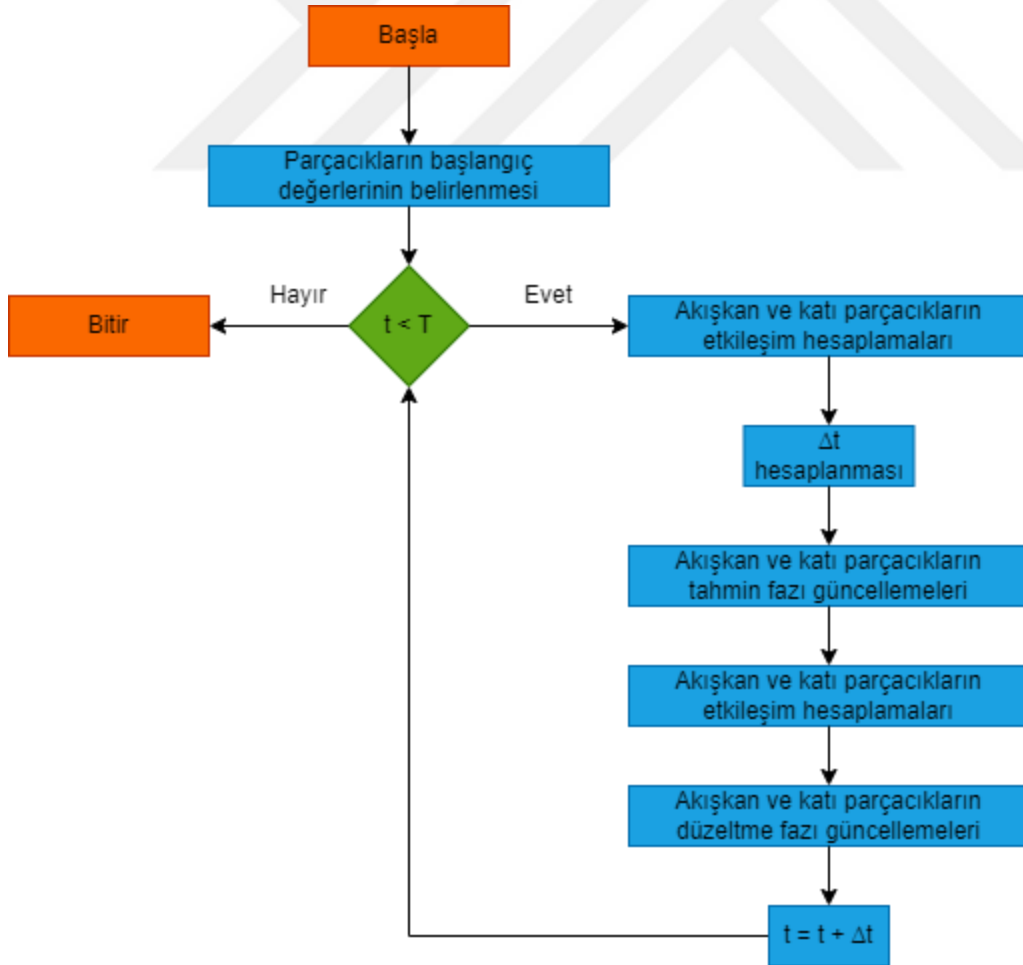 Başla
Parçacıkların başlangıç
değerlerinin belirlenmesi
Hayır
Evet
Bitir
t < T
Akışkan ve katı parçacıkların
etkileşim hesaplamaları
Δt
hesaplanması
Akışkan ve katı parçacıkların
tahmin fazı güncellemeleri
Akışkan ve katı parçacıkların
etkileşim hesaplamaları
Akışkan ve katı parçacıkların
düzeltme fazı güncellemeleri
t = t + Δt